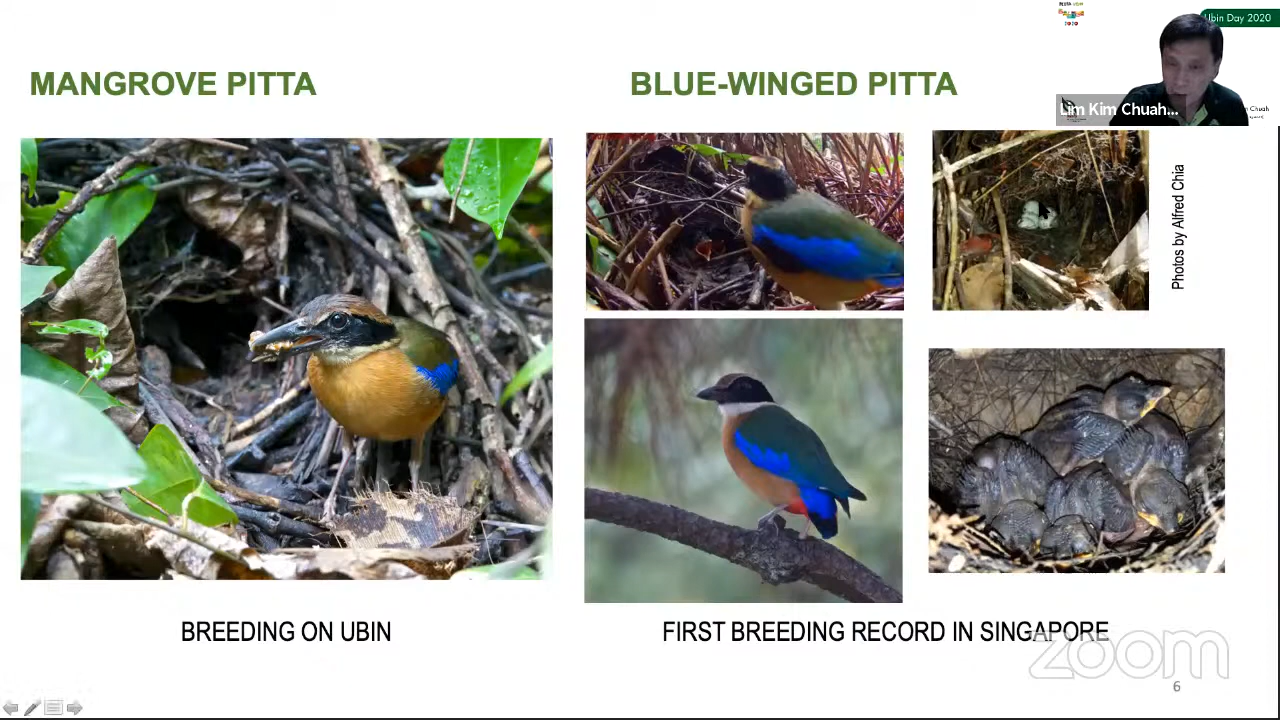 Ubin Day 2020
MANGROVE PITTA
BLUE-WINGED PITTA
Lim Kim Chuah...
Photos by Alfred Chia
BREEDING ON UBIN
FIRST BREEDING RECORD IN SINGAPORE
zoom
6